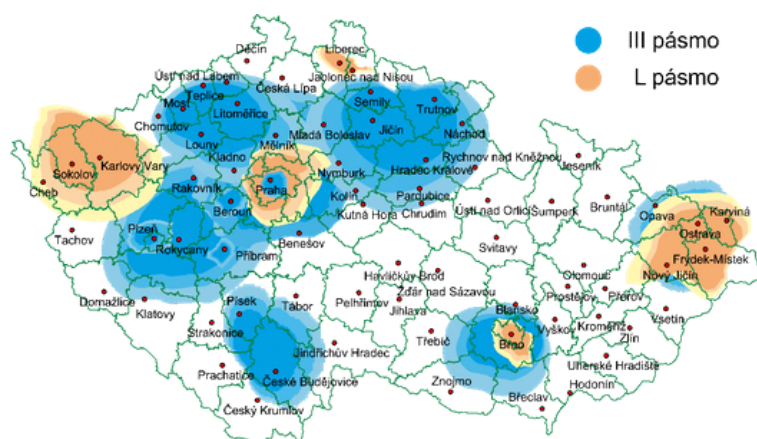 III pásmo
L pásmo
Děčín
Liberec
Ústí nad Labem
Jablonec nad Nisou
Teplice
Česká Lípa
Most
Semily
Trutnov
Litoměřice
Chomutov
Mladá Boleslav
Jičín
Náchod
Louny
Mělník
Kladno
Rychnov nad Kněžnou
Jeseník
Karlovy Vary
Sokolov
Nymburk
Hradec Králové
Cheb
Rakovník
Praha
Kolín
Pardubice
Beroun
Kutná Hora
Chrudim
Ústí nad Orlicí
Šumperk
Bruntál
Opava
Karviná
Ostrava
Tachov
Plzeň
Rokycany
Benešov
Svitavy
Příbram
Frýdek-Místek
Nový Jičín
Havlíčkův Brod
Olomouc
Domažlice
Klatovy
Písek
Tábor
Pelhřimov
Žďár nad Sázavou
Jihlava
Prostějov
Přerov
Blansko
Vyškov
Kroměříž
Vsetín
Strakonice
Zlín
Třebíč
Brno
Jindřichův Hradec
Prachatice
České Budějovice
Uherské Hradiště
Znojmo
Hodonín
Břeclav
Český Krumlov